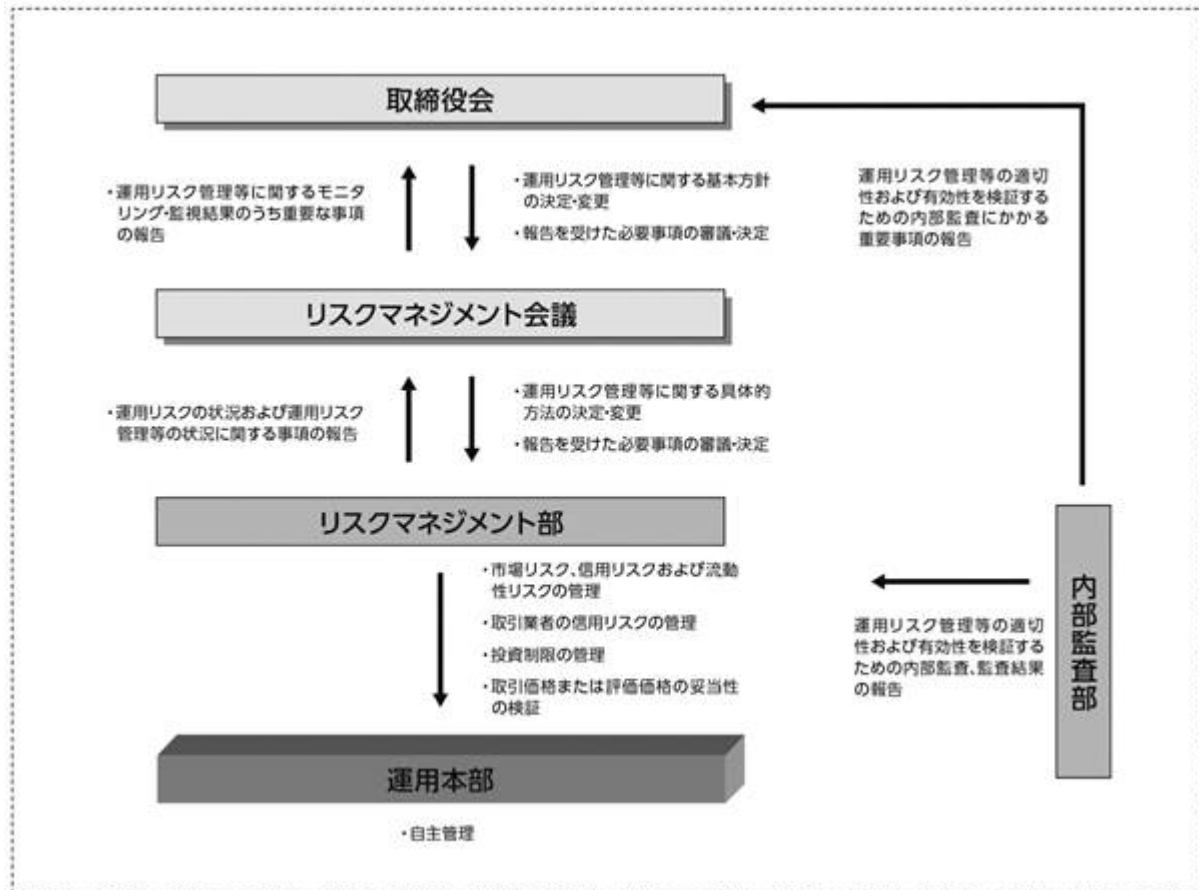 取締役会
・運用リスク管理等に関するモニタ
リング・監視結果のうち重要な事項
の報告
・運用リスク管理等に関する基本方針
の決定・変更
・報告を受けた必要事項の審議・決定
運用リスク管理等の適切
性および有効性を検証する
ための内部監査にかかる
重要事項の報告
リスクマネジメント会議
・運用リスクの状況および運用リスク
管理等の状況に関する事項の報告
・運用リスク管理等に関する具体的
方法の決定・変更
・報告を受けた必要事項の審議・決定
リスクマネジメント部
・市場リスク、信用リスクおよび流動
性リスクの管理
・取引業者の信用リスクの管理
・投資制限の管理
・取引価格または評価価格の妥当性
の検証
運用リスク管理等の適切
性および有効性を検証する
ための内部監査、監査結果
の報告
内部監査部
運用本部
・自主管理